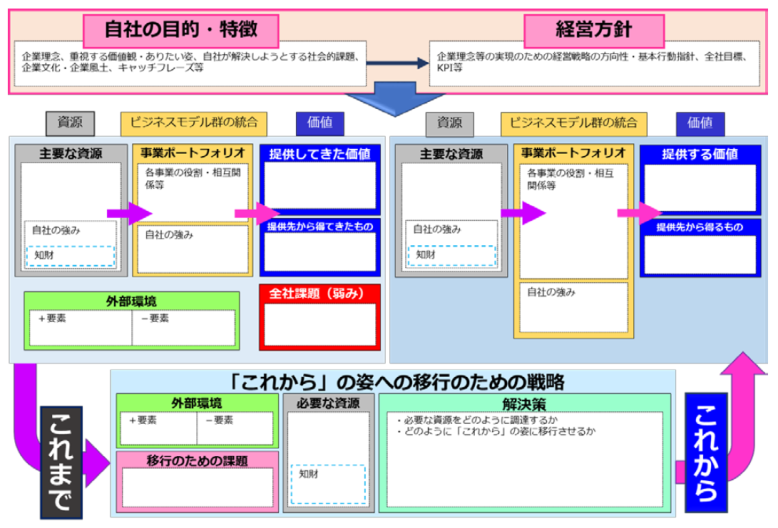 自社の目的・特徴
企業理念、重視する価値観・ありたい姿、自社が解決しようとする社会的課題、
企業文化・企業風土、キャッチフレーズ等
経営方針
企業理念等の実現のための経営戦略の方向性・基本行動指針、全社目標、
KPI等
資源
ビジネスモデル群の統合
価値
主要な資源
自社の強み
知財
事業ポートフォリオ
各事業の役割・相互関
係等
自社の強み
提供してきた価値
提供先から得てきたもの
外部環境
+要素
-要素
全社課題(弱み)
資源
ビジネスモデル群の統合
価値
主要な資源
自社の強み
知財
事業ポートフォリオ
各事業の役割・相互関
係等
自社の強み
提供する価値
提供先から得るもの
これまで
「これから」の姿への移行のための戦略
外部環境
+要素
-要素
移行のための課題
必要な資源
知財
解決策
・必要な資源をどのように調達するか
・どのように「これから」の姿に移行させるか
これから